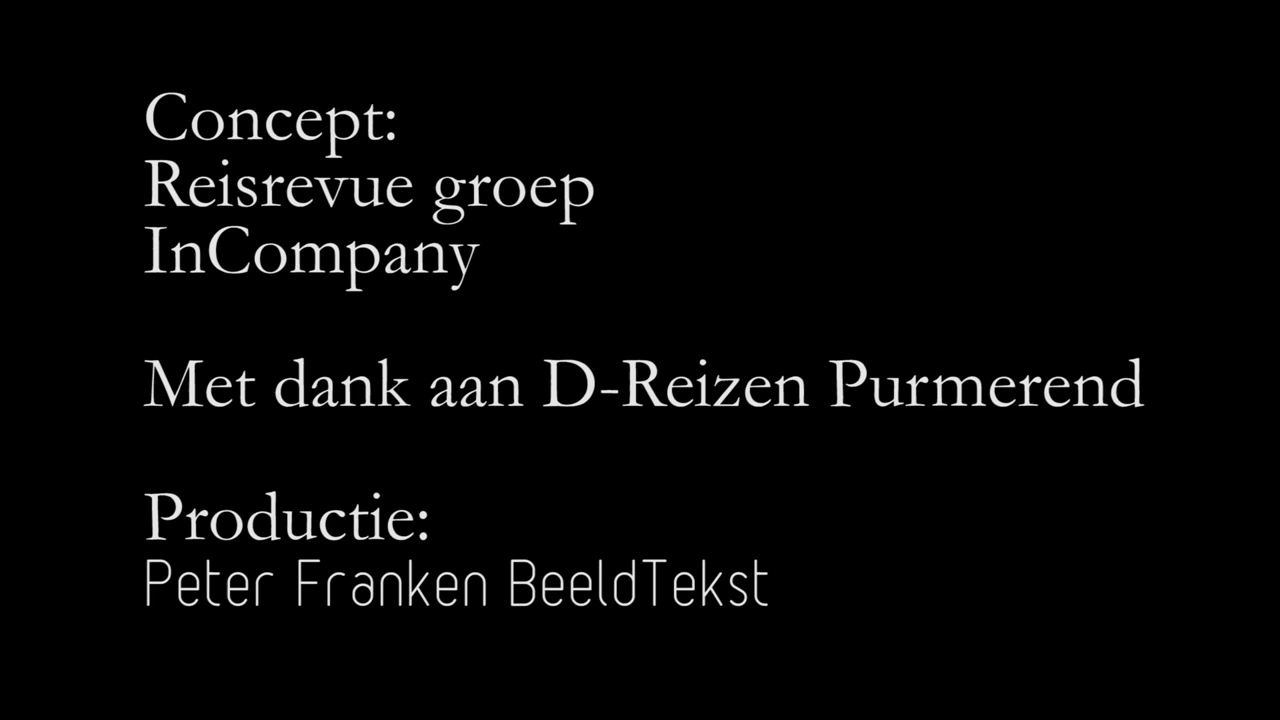 Concept:
Reisrevue groep
InCompany
Met dank aan D-Reizen Purmerend
Productie:
Peter Franken BeeldTekst